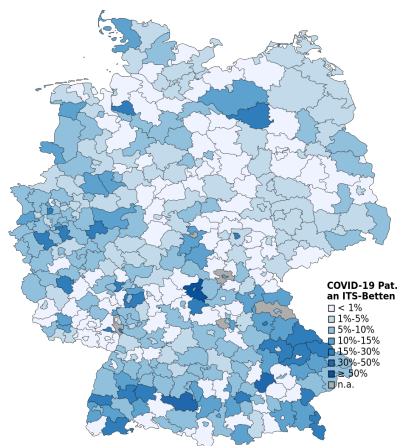 COVID-19 Pat.
an ITS-Betten
< 1%
1%-5%
5%-10%
10%-15%
15%-30%
30%-50%
≥ 50%
n.a.